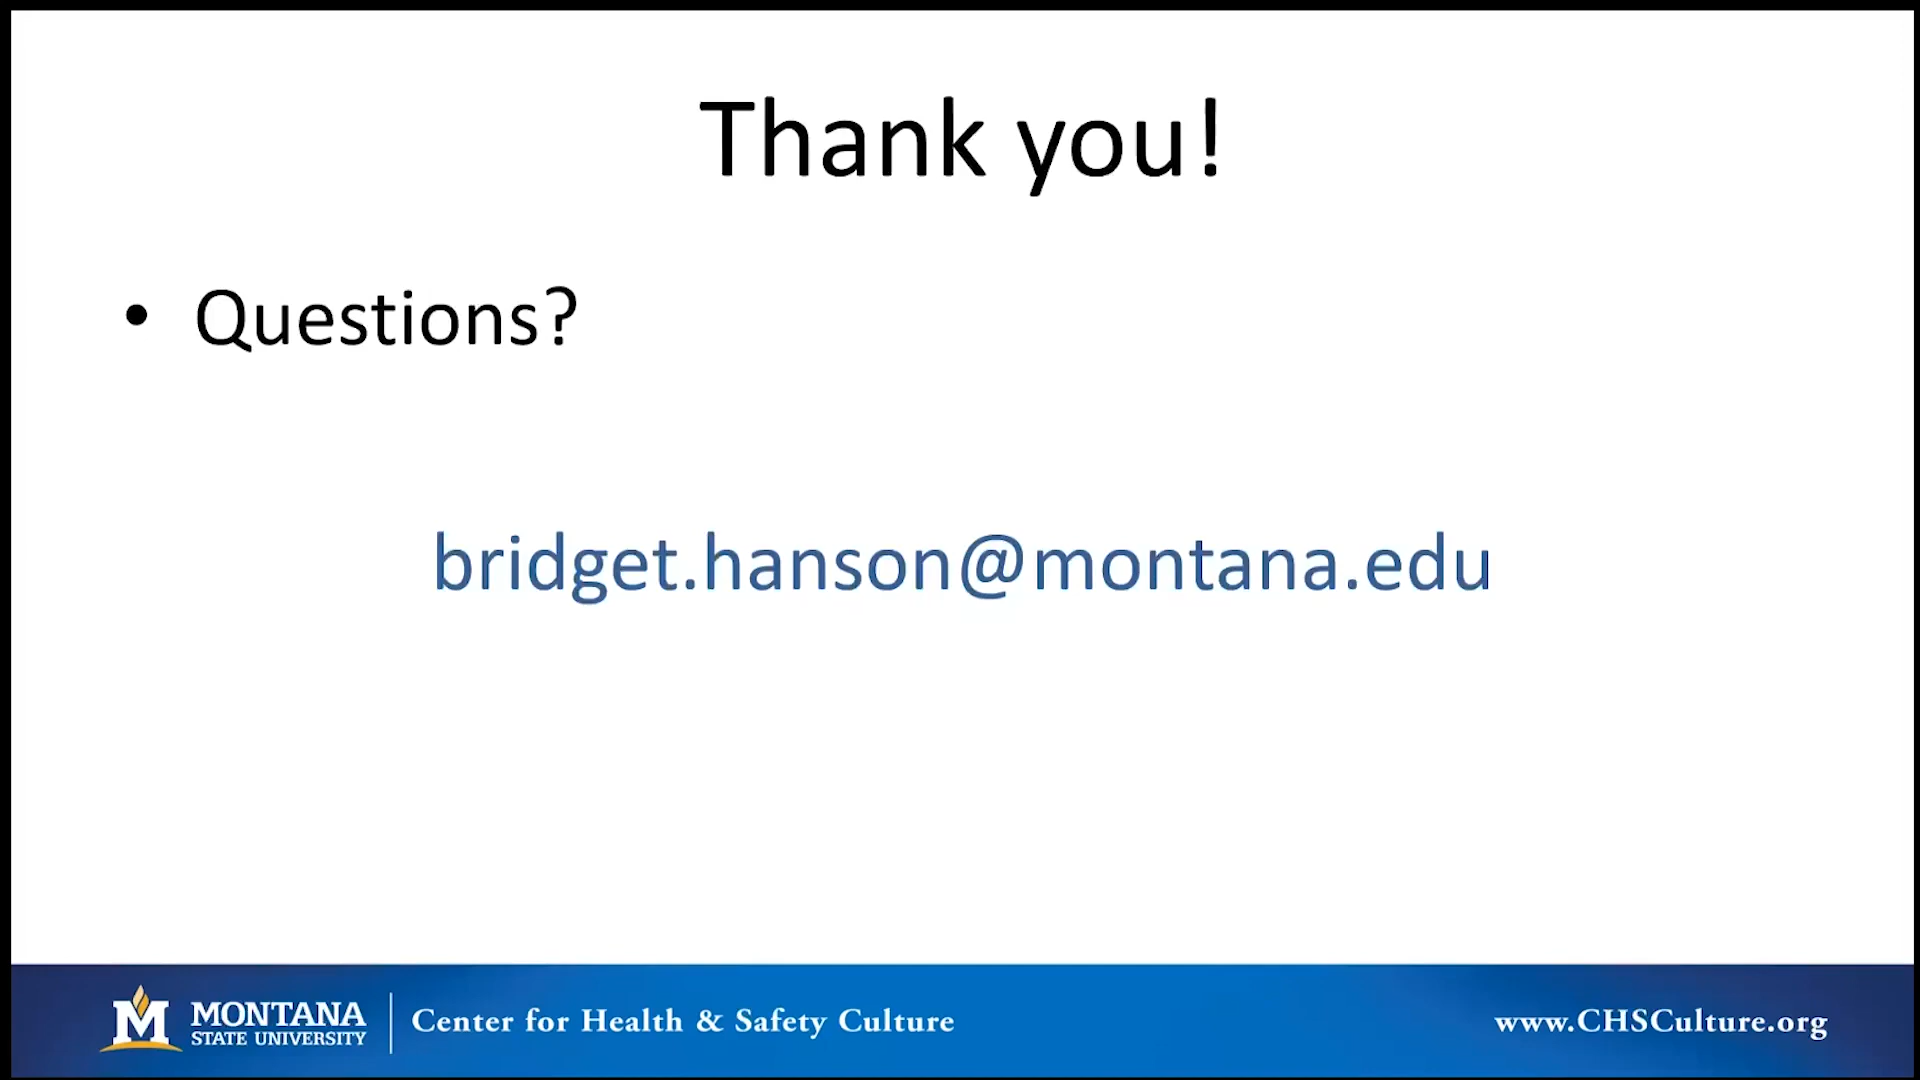 Thank you!
• Questions?
bridget.hanson@montana.edu
M MONTANA
STATE UNIVERSITY
Center for Health & Safety Culture
www.CHSCulture.org